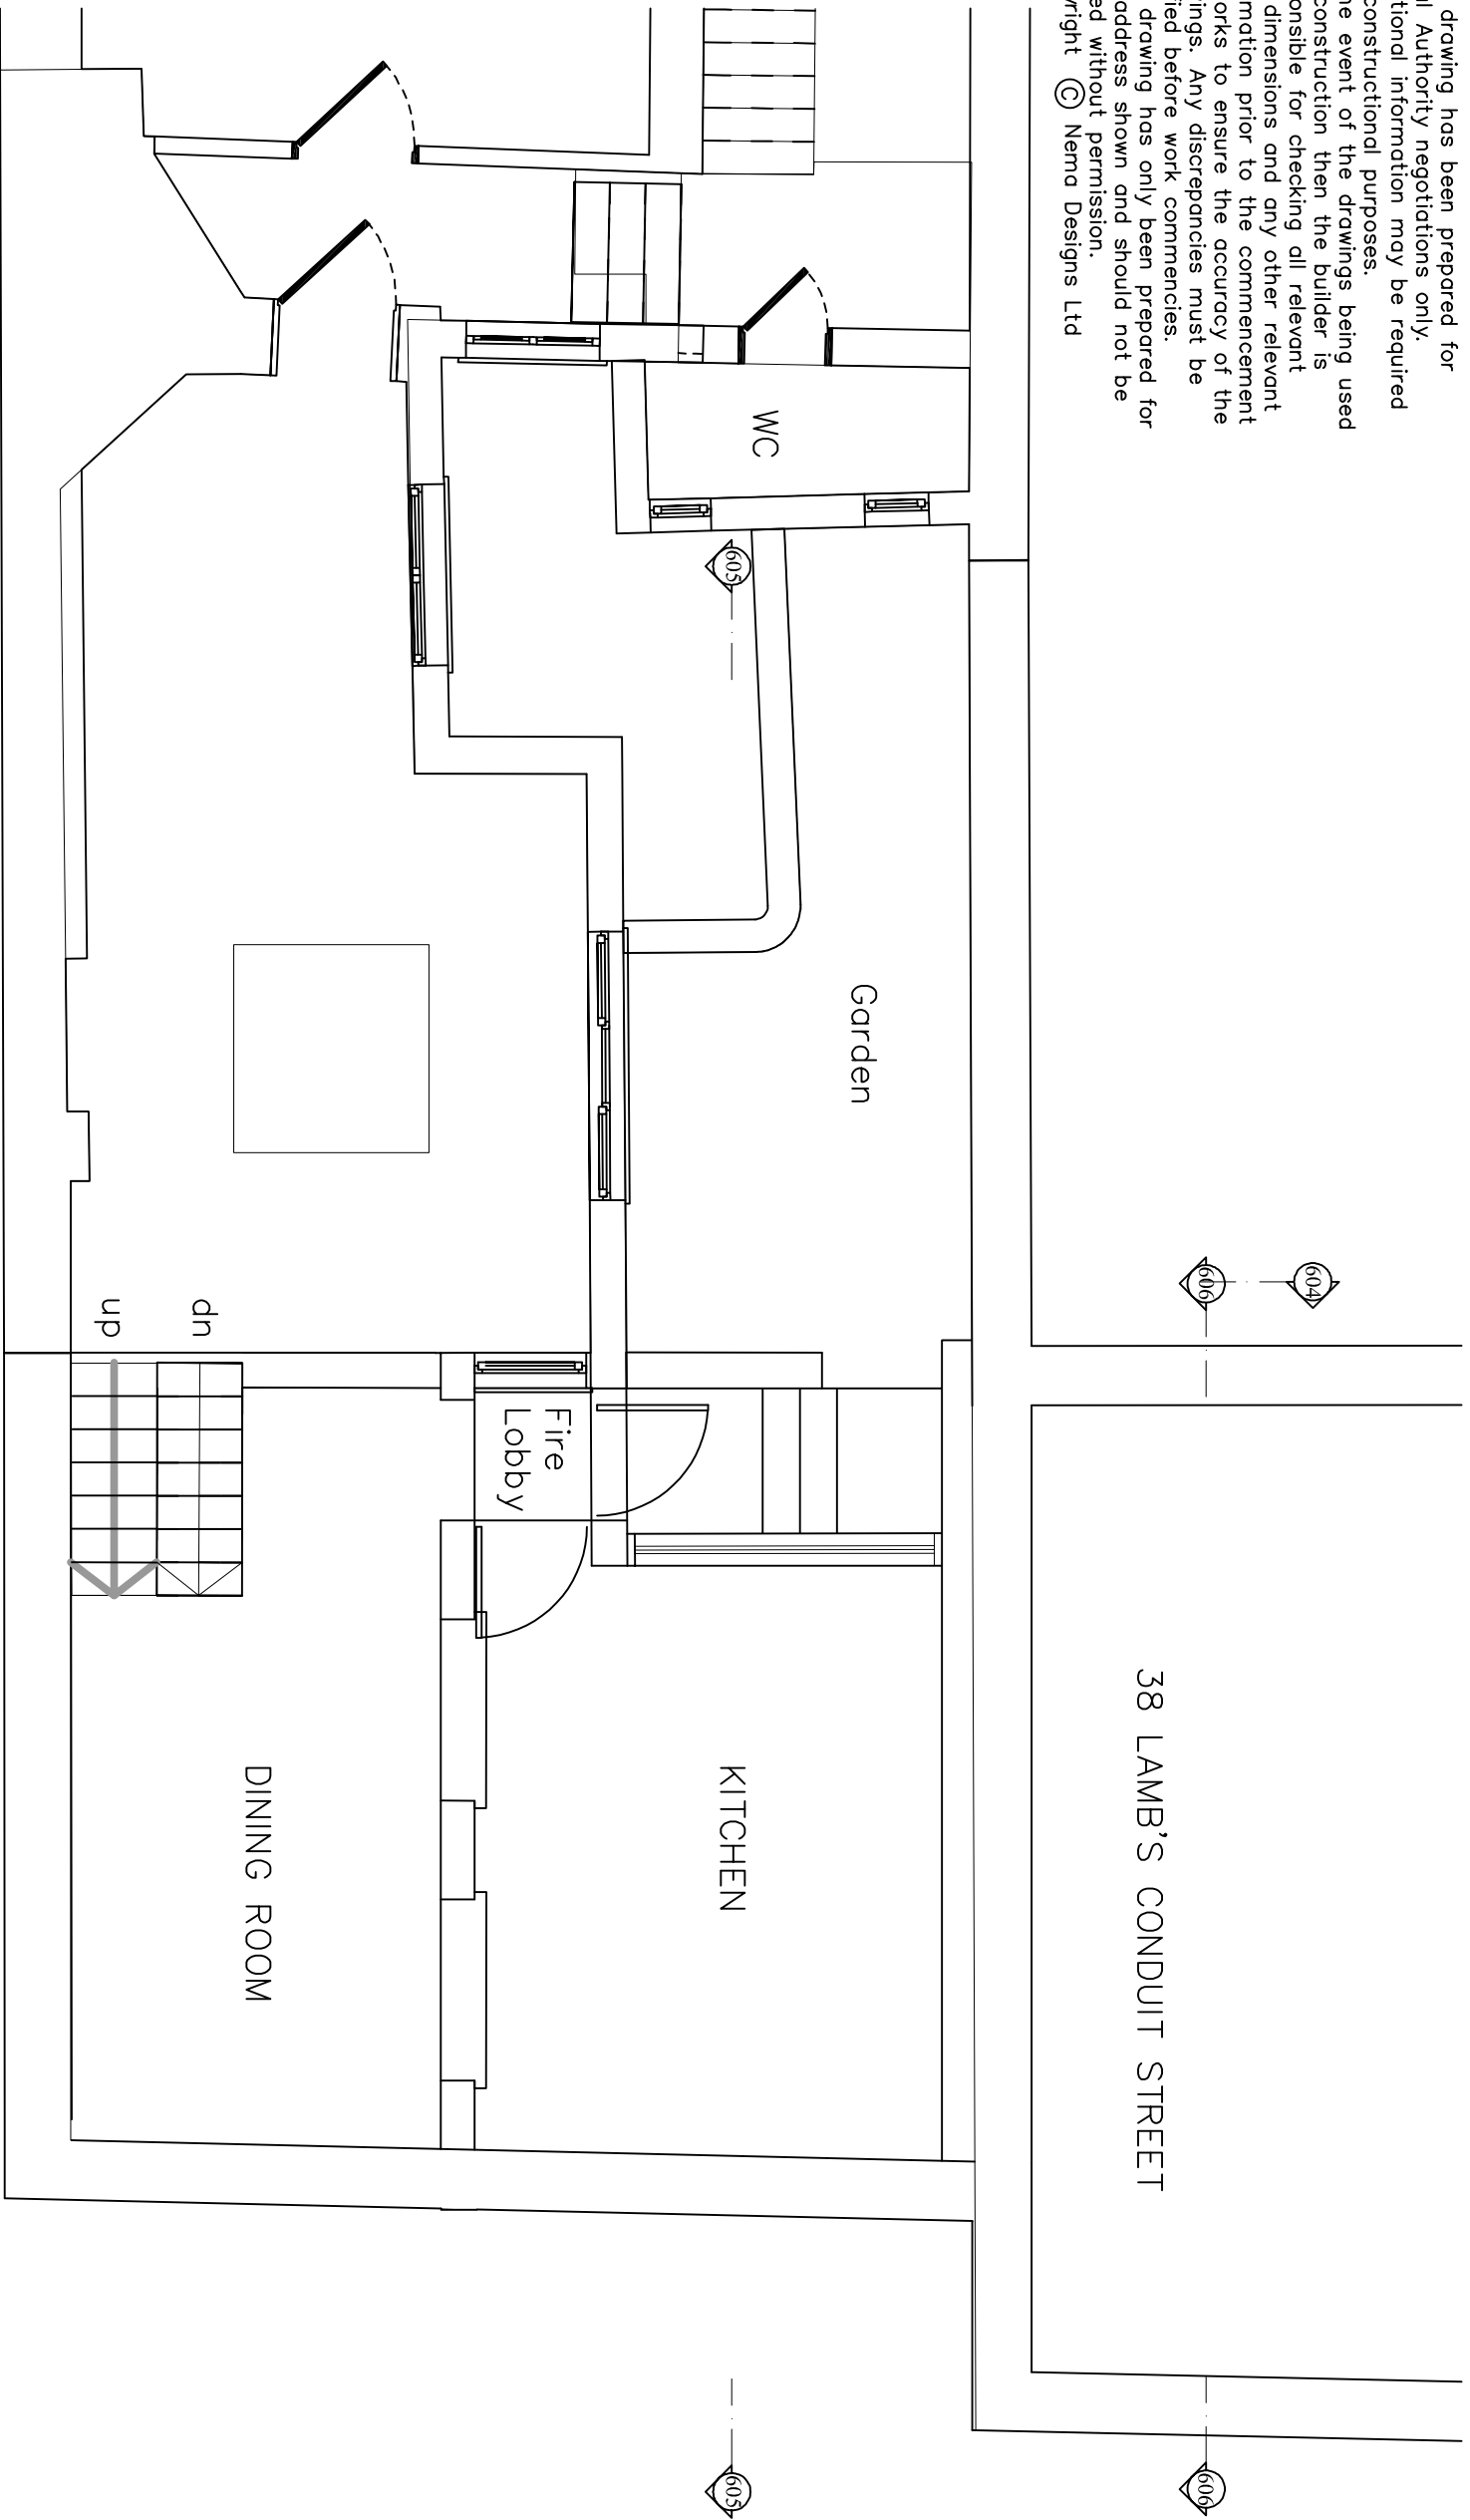 drawing has been prepared for
al Authority negotiations only.
tional information may be required
constructional purposes.
he event of the drawings being used
construction then the builder is
onsible for checking all relevant
dimensions and any other relevant
mation prior to the commencement
orks to ensure the accuracy of the
ings. Any discrepancies must be
ied before work commencies.
drawing has only been prepared for
address shown and should not be
ed without permission.
yright © Nema Designs Ltd
604
606
606
38 LAMB'S CONDUIT STREET
Garden
WC
605
605
KITCHEN
Fire
Lobby
DINING ROOM
dn
up